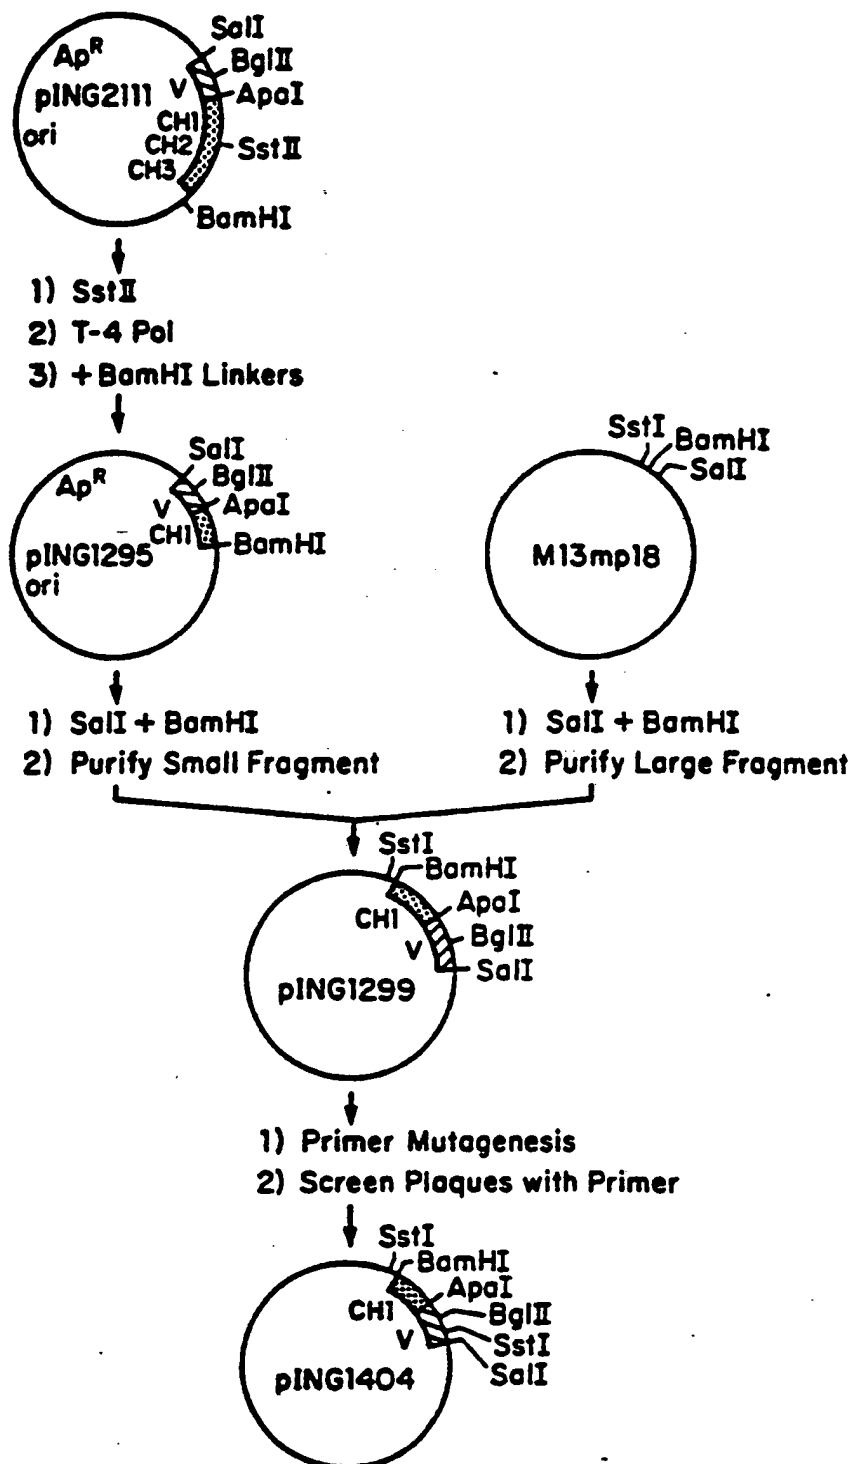 SalI
Ap^R
BglII
pING2111
V
ApaI
CH1
ori
CH2
SstII
CH3
BamHI
1) SstII
2) T-4 Pol
3) +BamHI Linkers
SalI
Ap^R
BglII
V
ApaI
CH1
BamHI
pING1295
ori
SstI
BamHI
SalI
M13mp18
1) SalI + BamHI
2) Purify Small Fragment
1) SalI + BamHI
2) Purify Large Fragment
SstI
BamHI
ApaI
CH1
BglII
V
SalI
pING1299
1) Primer Mutagenesis
2) Screen Plaques with Primer
SstI
BamHI
ApaI
CH1
BglII
V
SstI
SalI
pING1404